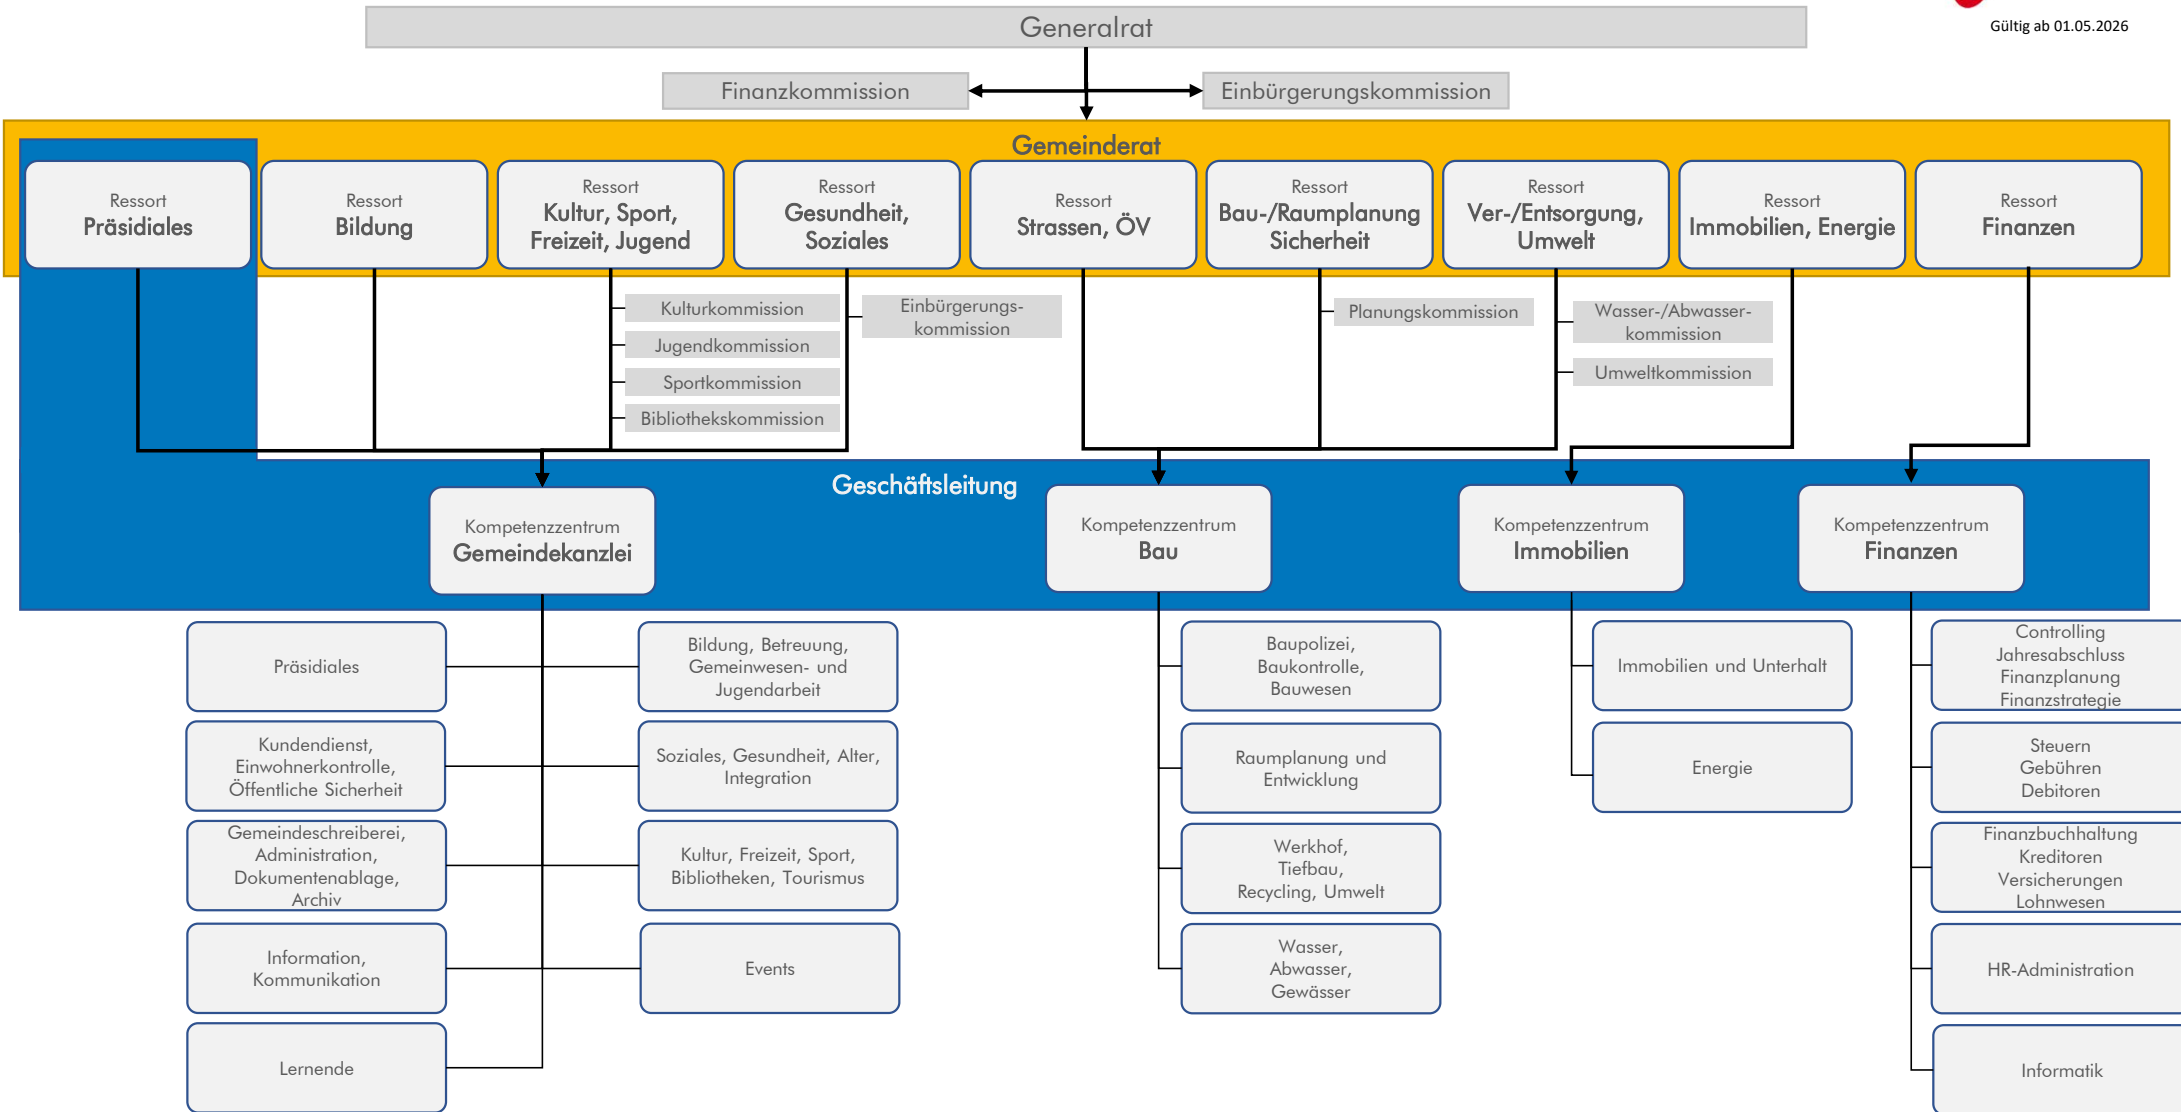 Gültig ab 01.05.2026
Generalrat
Finanzkommission
Einbürgerungskommission
Gemeinderat
Ressort
Präsidiales
Ressort
Bildung
Ressort
Kultur, Sport,
Freizeit, Jugend
Ressort
Gesundheit,
Soziales
Ressort
Strassen, ÖV
Ressort
Bau-/Raumplanung
Sicherheit
Ressort
Ver-/Entsorgung,
Umwelt
Ressort
Immobilien, Energie
Ressort
Finanzen
Kulturkommission
Jugendkommission
Sportkommission
Bibliothekskommission
Einbürgerungs-
kommission
Planungskommission
Wasser-/Abwasser-
kommission
Umweltkommission
Geschäftsleitung
Kompetenzzentrum
Gemeindekanzlei
Kompetenzzentrum
Bau
Kompetenzzentrum
Immobilien
Kompetenzzentrum
Finanzen
Präsidiales
Kundendienst,
Einwohnerkontrolle,
Öffentliche Sicherheit
Gemeindeschreiberei,
Administration,
Dokumentenablage,
Archiv
Information,
Kommunikation
Lernende
Bildung, Betreuung,
Gemeinwesen- und
Jugendarbeit
Soziales, Gesundheit, Alter,
Integration
Kultur, Freizeit, Sport,
Bibliotheken, Tourismus
Events
Baupolizei,
Baukontrolle,
Bauwesen
Raumplanung und
Entwicklung
Werkhof,
Tiefbau,
Recycling, Umwelt
Wasser,
Abwasser,
Gewässer
Immobilien und Unterhalt
Energie
Controlling
Jahresabschluss
Finanzplanung
Finanzstrategie
Steuern
Gebühren
Debitoren
Finanzbuchhaltung
Kreditoren
Versicherungen
Lohnwesen
HR-Administration
Informatik